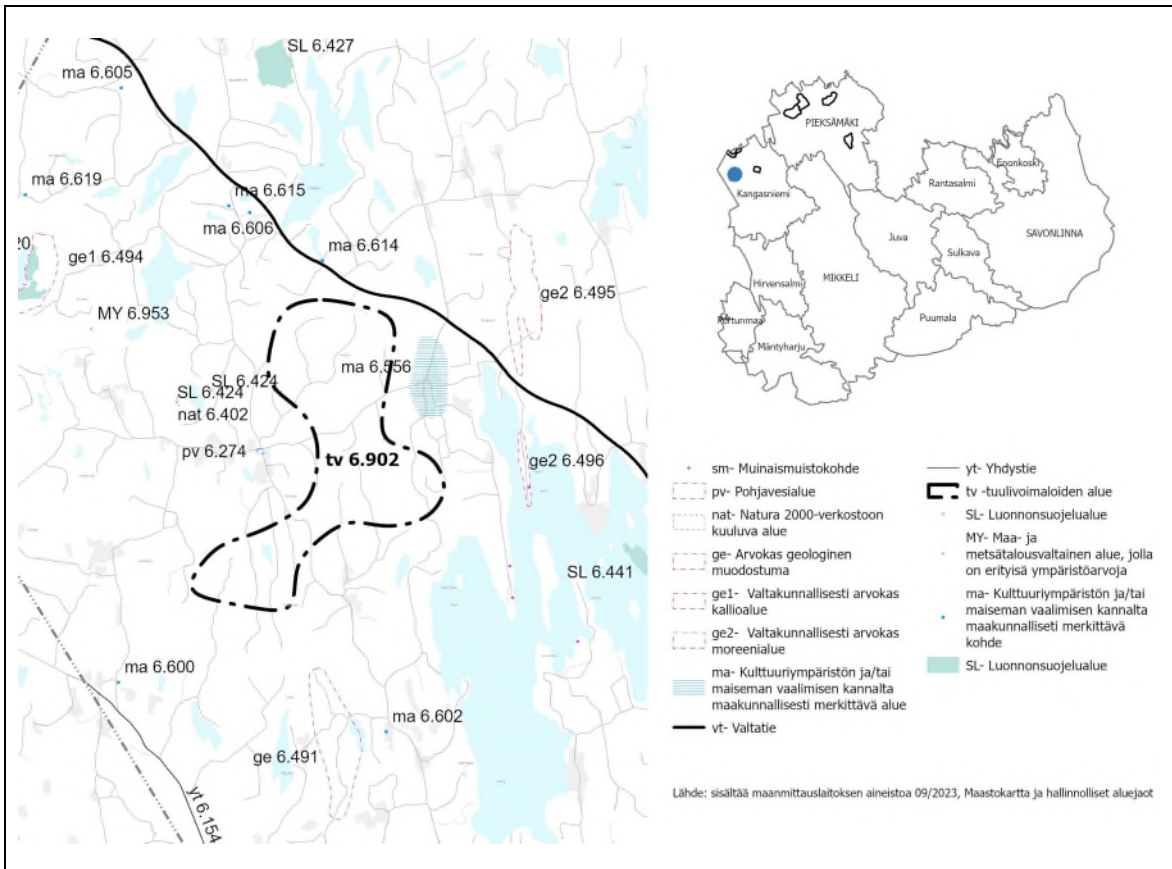 SL 6.427
ma 6.605
ma 6.619
ma 6.615
ma 6.606
ma 6.614
20)
ge1 6.494
ge2 6.495
MY 6.953
ma 6.556
SL 6.424
SL 6.424
nat 6.402
pv 6.274
tv 6.902
ge2 6.496
SL 6.441
ma 6.600
ma 6.602
ge 6.491
yt 6.154
PIEKSÄMÄKI
Kangasniemi
Enonkoski
Rantasalmi
SAVONLINNA
Juva
Sulkava
MIKKELI
Hirvensalmi
Puumala
Pertunmaa
Mäntyharju
sm- Muinaismuistokohde
pv- Pohjavesialue
nat- Natura 2000-verkostoon
kuuluva alue
ge- Arvokas geologinen
muodostuma
ge1- Valtakunnallisesti arvokas
kallioalue
ge2- Valtakunnallisesti arvokas
moreenialue
ma- Kulttuuriympäristön ja/tai
maiseman vaalimisen kannalta
maakunnallisesti merkittävä alue
vt- Valtatie
yt- Yhdystie
tv -tuulivoimaloiden alue
SL- Luonnonsuojelualue
MY- Maa- ja
metsätalousvaltainen alue, jolla
on erityisä ympäristöarvoja
ma- Kulttuuriympäristön ja/tai
maiseman vaalimisen kannalta
maakunnalliseti merkittävä
kohde
SL- Luonnonsuojelualue
Lähde: sisältää maanmittauslaitoksen aineistoa 09/2023, Maastokartta ja hallinnolliset aluejaot